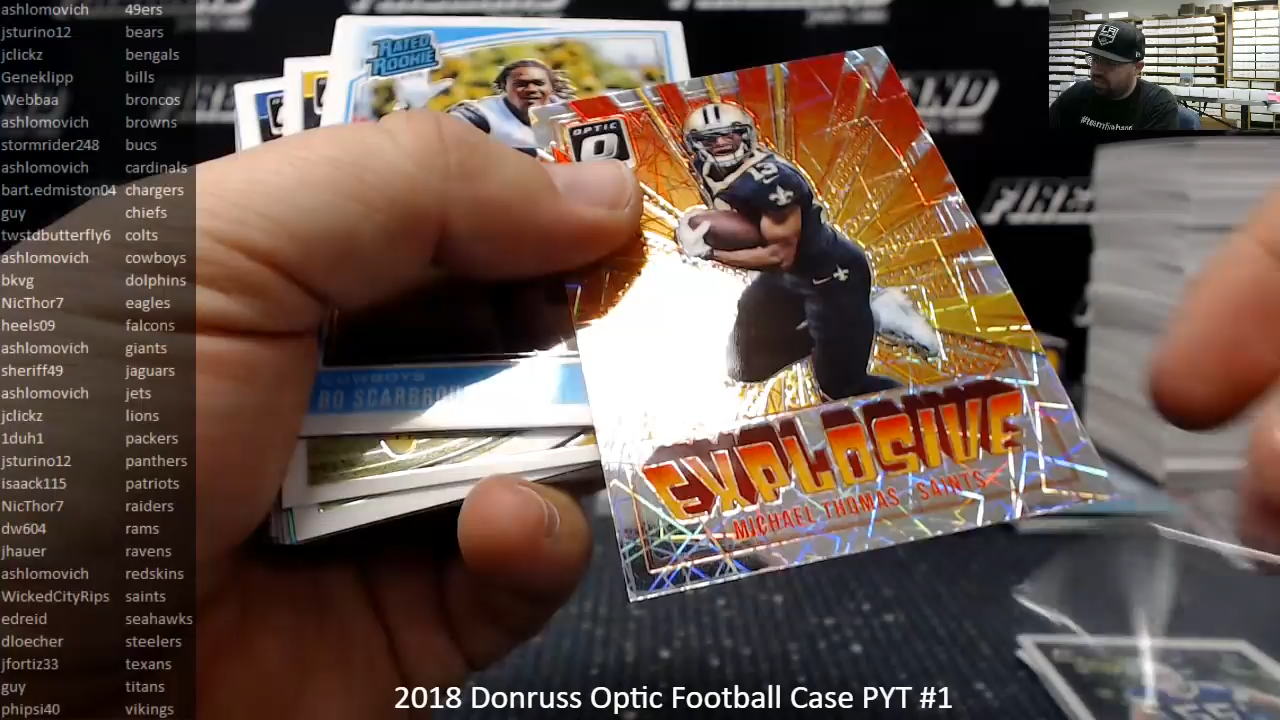 ashlomovich 49ers
jsturino12 bears
jclickz bengals
Geneklipp bills
Webbaa broncos
ashlomovich browns
stormrider248 bucs
ashlomovich cardinals
bart.edmiston04 chargers
guy chiefs
twstdbutterfly6 colts
ashlomovich cowboys
bkvg dolphins
NicThor7 eagles
heels09 falcons
ashlomovich giants
sheriff49 jaguars
ashlomovich jets
jclickz lions
1duh1 packers
jsturino12 panthers
isaack115 patriots
NicThor7 raiders
dw604 rams
jhauer ravens
ashlomovich redskins
WickedCityRips saints
edreid seahawks
dloecher steelers
jfortiz33 texans
guy titans
phipsi40 vikings
RATED ROOKIE
OPTIC
13
COWBOYS
BO SCARBRO
EXPLOSIVE
MICHAEL THOMAS SAINTS
2018 Donruss Optic Football Case PYT #1